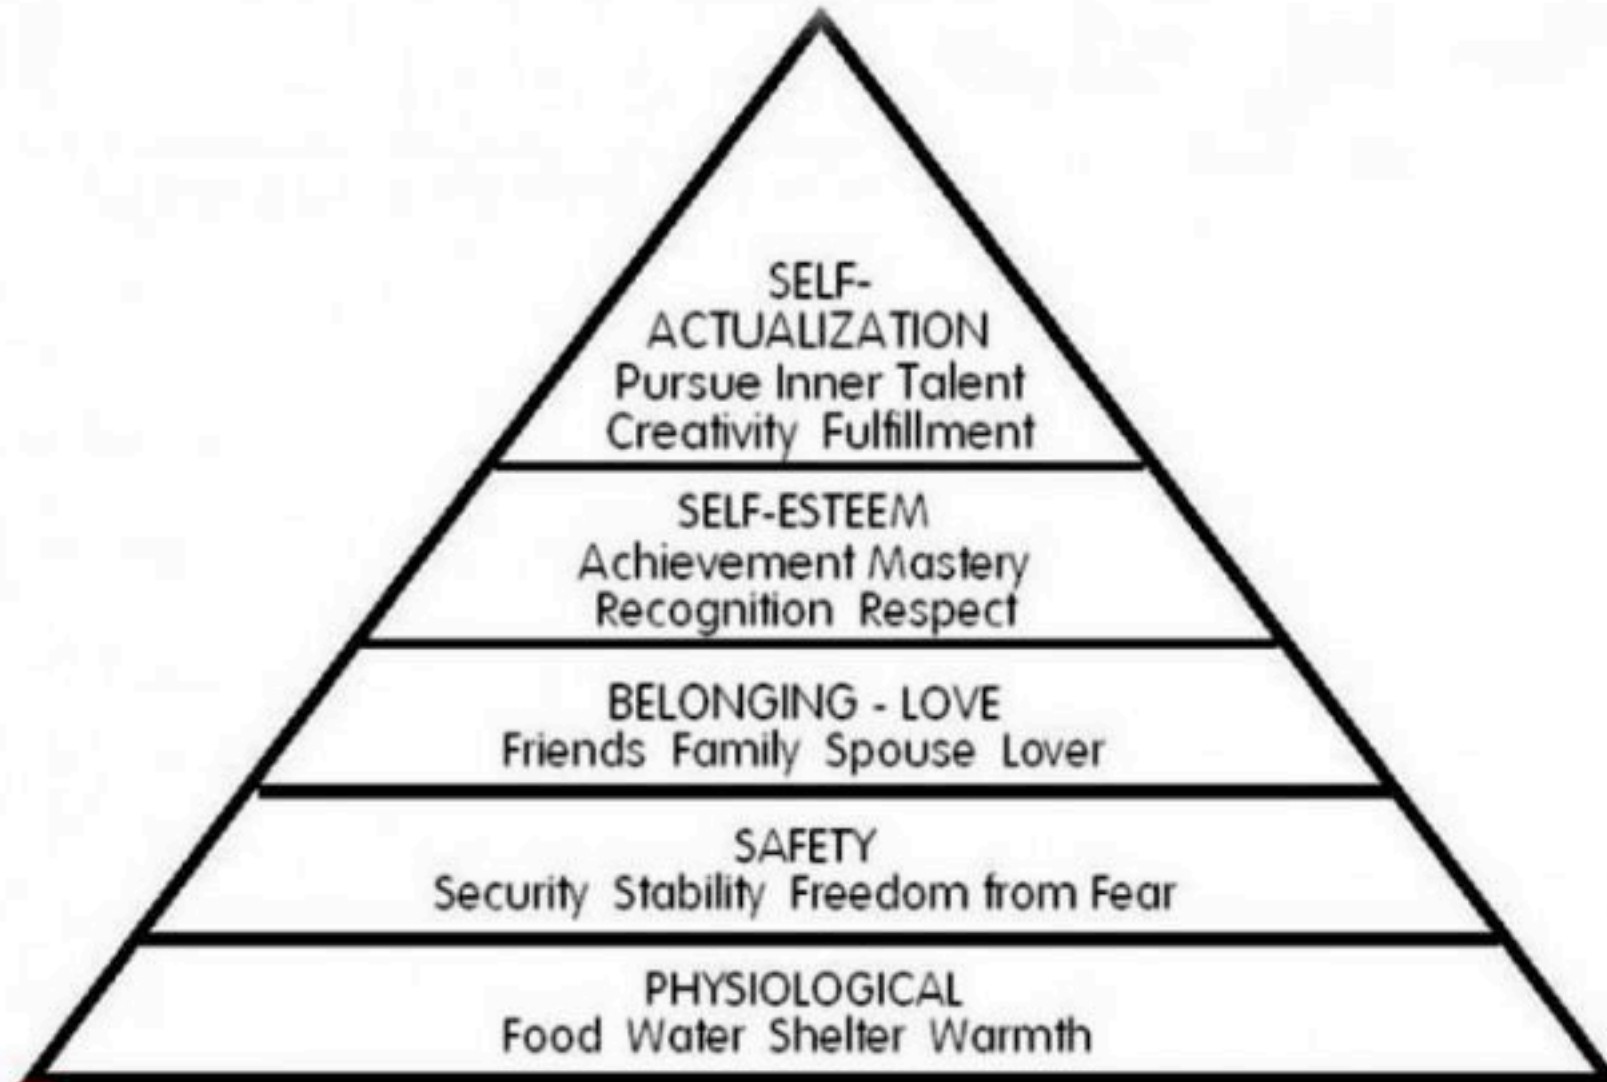 SELF-
ACTUALIZATION
Pursue Inner Talent
Creativity Fulfillment
SELF-ESTEEM
Achievement Mastery
Recognition Respect
BELONGING - LOVE
Friends Family Spouse Lover
SAFETY
Security Stability Freedom from Fear
PHYSIOLOGICAL
Food Water Shelter Warmth